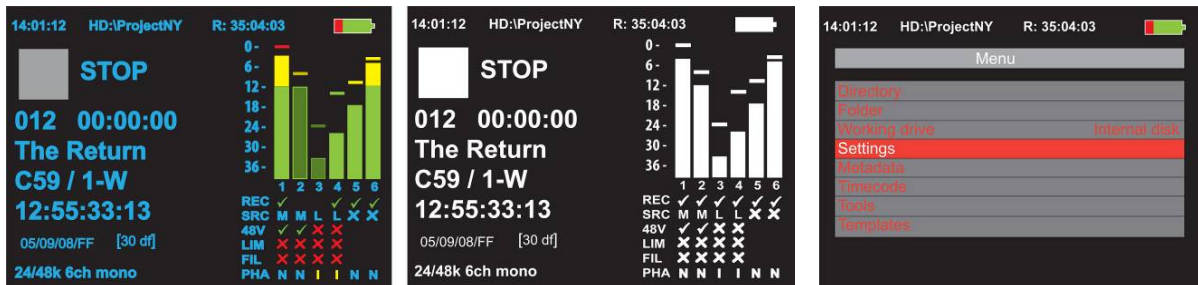 14:01:12 HD:\ProjectNY R: 35:04:03
STOP
012 00:00:00
The Return
C59 / 1-W
12:55:33:13
05/09/08/FF [30 df]
24/48k 6ch mono
0 -
6 -
12 -
18 -
24 -
30 -
36 -
1 2 3 4 5 6
REC
SRC M M L L
48V
LIM
FIL
PHA N N I I N N
14:01:12 HD:\ProjectNY R: 35:04:03
STOP
012 00:00:00
The Return
C59 / 1-W
12:55:33:13
05/09/08/FF [30 df]
24/48k 6ch mono
0 -
6 -
12 -
18 -
24 -
30 -
36 -
1 2 3 4 5 6
REC
SRC M M L L
48V
LIM
FIL
PHA N N I I N N
14:01:12 HD:\ProjectNY R: 35:04:03
Menu
Directory
Folder
Working drive Internal disk
Settings
Metadata
Timecode
Tools
Templates